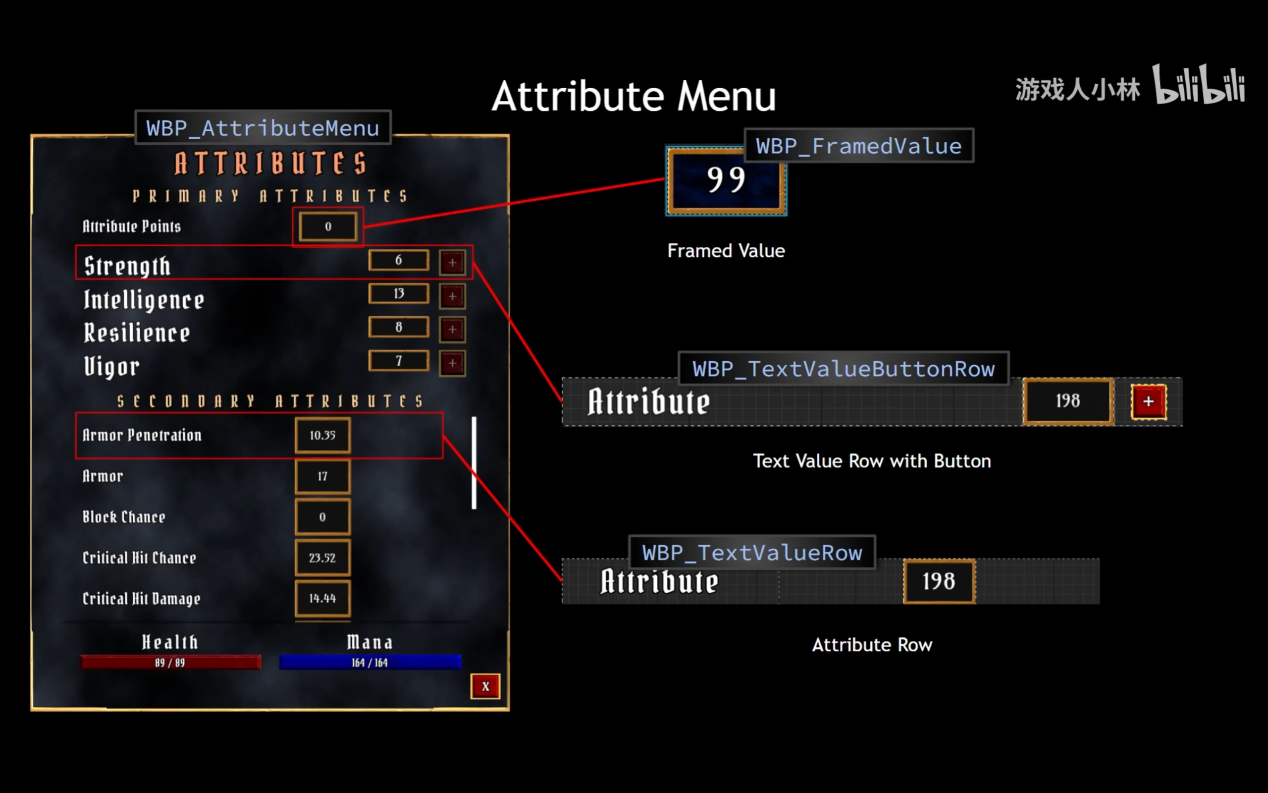 Attribute Menu
游戏人小林 bilibili
WBP_AttributeMenu
ATTRIBUTES
PRIMARY ATTRIBUTES
Attribute Points 0
Strength 6 +
Intelligence 13 +
Resilience 8 +
Vigor 7 +
SECONDARY ATTRIBUTES
Armor Penetration 10.35
Armor 17
Block Chance 0
Critical Hit Chance 23.52
Critical Hit Damage 14.44
Health Mana
89 / 89 164 / 164
X
WBP_FramedValue
99
Framed Value
WBP_TextValueButtonRow
Attribute 198 +
Text Value Row with Button
WBP_TextValueRow
Attribute 198
Attribute Row